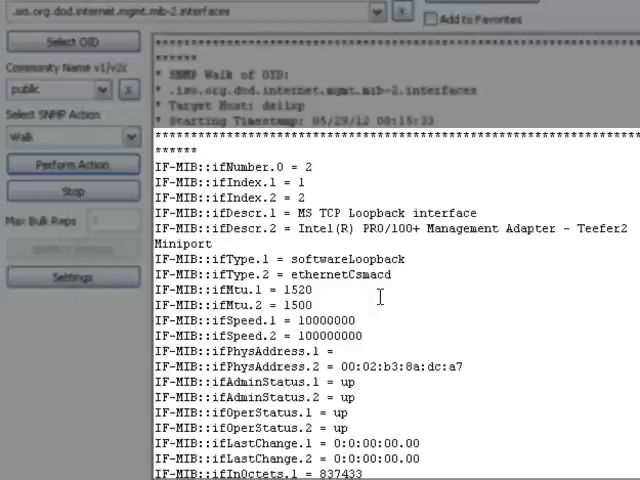 .iso.org.dod.internet.mgmt.mib-2.interfaces
x
Add to Favorites
Select OID
Community Name v1/v2c
public
x
Select SNMP Action
Walk
Perform Action
Stop
Max Bulk Reps
Settings
******************************************************************
******
* SNMP Walk of OID:
* .iso.org.dod.internet.mgmt.mib-2.interfaces
* Target Host: dellxp
* Starting Timestamp: 05/29/12 08:15:33
******************************************************************
******
IF-MIB::ifNumber.0 = 2
IF-MIB::ifIndex.1 = 1
IF-MIB::ifIndex.2 = 2
IF-MIB::ifDescr.1 = MS TCP Loopback interface
IF-MIB::ifDescr.2 = Intel(R) PRO/100+ Management Adapter - Teefer2
Miniport
IF-MIB::ifType.1 = softwareLoopback
IF-MIB::ifType.2 = ethernetCsmacd
IF-MIB::ifMtu.1 = 1520
IF-MIB::ifMtu.2 = 1500
IF-MIB::ifSpeed.1 = 10000000
IF-MIB::ifSpeed.2 = 100000000
IF-MIB::ifPhysAddress.1 =
IF-MIB::ifPhysAddress.2 = 00:02:b3:8a:dc:a7
IF-MIB::ifAdminStatus.1 = up
IF-MIB::ifAdminStatus.2 = up
IF-MIB::ifOperStatus.1 = up
IF-MIB::ifOperStatus.2 = up
IF-MIB::ifLastChange.1 = 0:0:00:00.00
IF-MIB::ifLastChange.2 = 0:0:00:00.00
IF-MIB::ifInOctets.1 = 837433